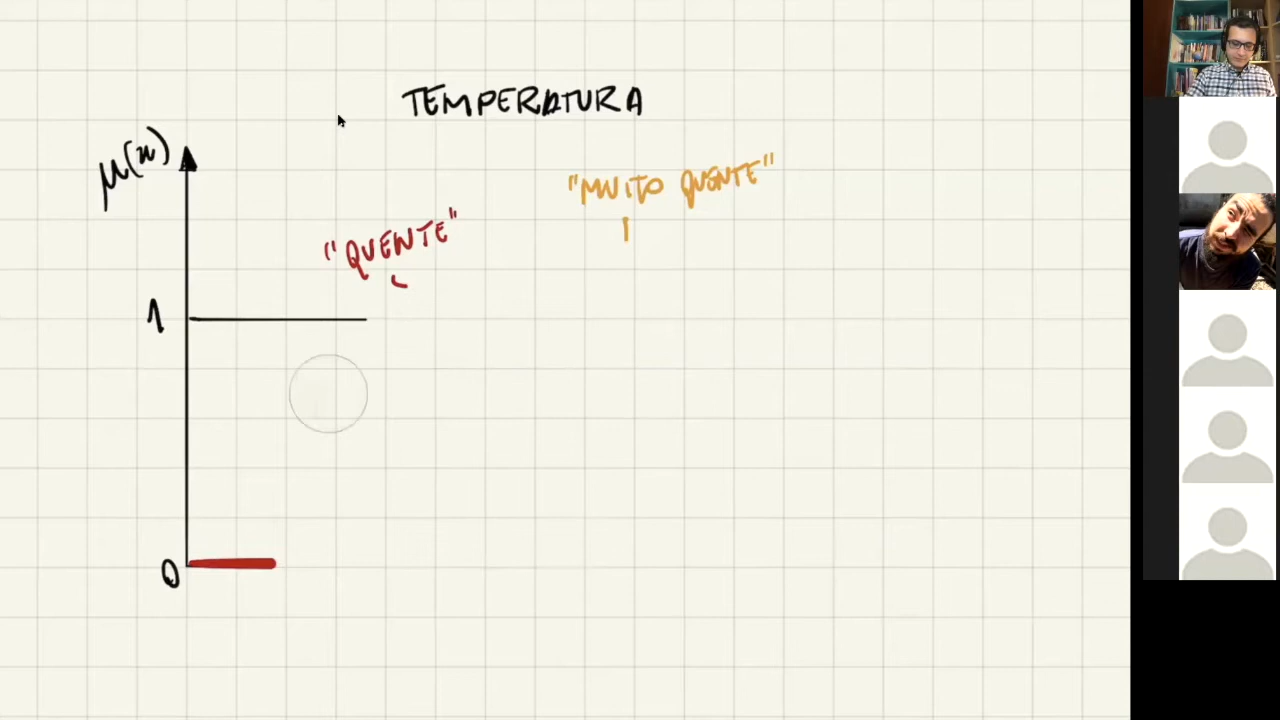 TEMPERATURA
μ(x)
"MUITO QUENTE"
"QUENTE"
1
0